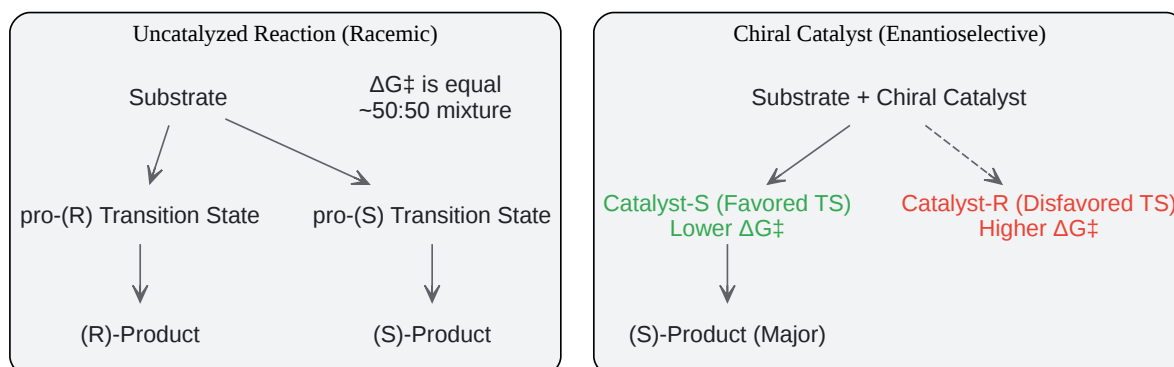 Uncatalyzed Reaction (Racemic)
Substrate
ΔG‡ is equal
~50:50 mixture
pro-(R) Transition State
pro-(S) Transition State
(R)-Product
(S)-Product
Chiral Catalyst (Enantioselective)
Substrate + Chiral Catalyst
Catalyst-S (Favored TS)
Lower ΔG‡
Catalyst-R (Disfavored TS)
Higher ΔG‡
(S)-Product (Major)